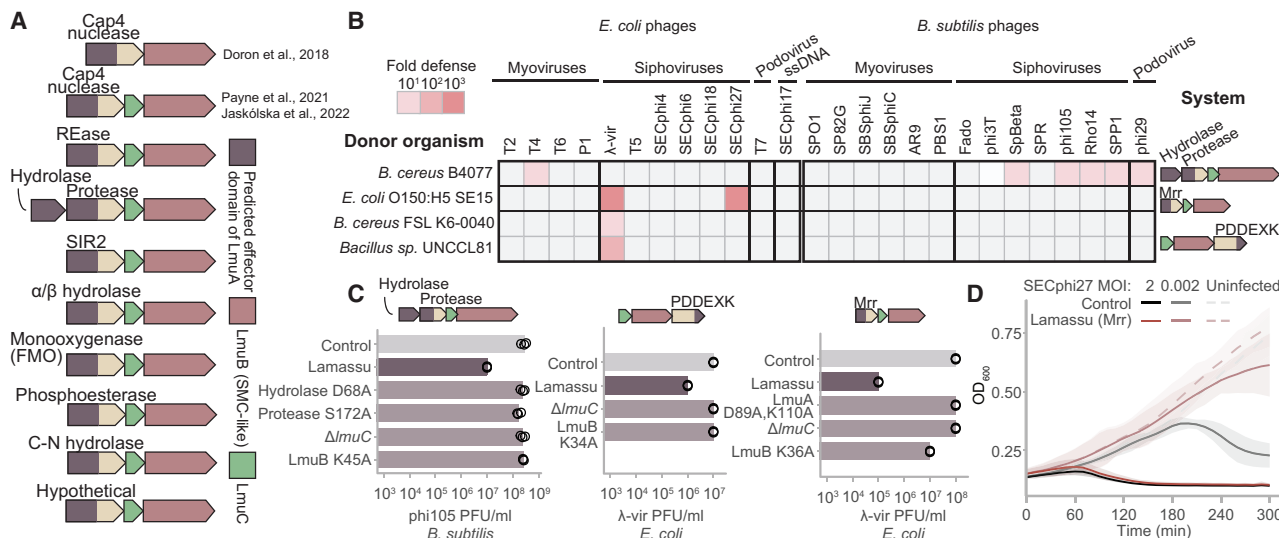 A
Cap4
nuclease
Doron et al., 2018
Cap4
nuclease
Payne et al., 2021
Jaskólska et al., 2022
REase
Hydrolase
Protease
SIR2
α/β hydrolase
Monooxygenase
(FMO)
Phosphoesterase
C-N hydrolase
Hypothetical
Predicted effector
domain of LmuA
LmuB (SMC-like)
LmuC
B
E. coli phages
B. subtilis phages
Fold defense
10¹ 10² 10³
Myoviruses
Siphoviruses
Podovirus
ssDNA
Myoviruses
Siphoviruses
Podovirus
Donor organism
T2
T4
T6
P1
λ-vir
T5
SECphi4
SECphi6
SECphi18
SECphi27
T7
SECphi17
SPO1
SP82G
SBSphiJ
SBSphiC
AR9
PBS1
Fado
phi3T
SpBeta
SPR
phi105
Rho14
SPP1
phi29
System
B. cereus B4077
E. coli O150:H5 SE15
B. cereus FSL K6-0040
Bacillus sp. UNCCL81
Hydrolase
Protease
Mrr
PDDEXK
C
Hydrolase
Protease
Control
Lamassu
Hydrolase D68A
Protease S172A
ΔlmuC
LmuB K45A
10³ 10⁴ 10⁵ 10⁶ 10⁷ 10⁸ 10⁹
phi105 PFU/ml
B. subtilis
PDDEXK
Control
Lamassu
ΔlmuC
LmuB
K34A
10³ 10⁴ 10⁵ 10⁶ 10⁷
λ-vir PFU/ml
E. coli
Mrr
Control
Lamassu
LmuA
D89A,K110A
ΔlmuC
LmuB K36A
10³ 10⁴ 10⁵ 10⁶ 10⁷ 10⁸
λ-vir PFU/ml
E. coli
D
SECphi27 MOI: 2 0.002 Uninfected
Control
Lamassu (Mrr)
OD₆₀₀
0.75
0.50
0.25
0 60 120 180 240 300
Time (min)